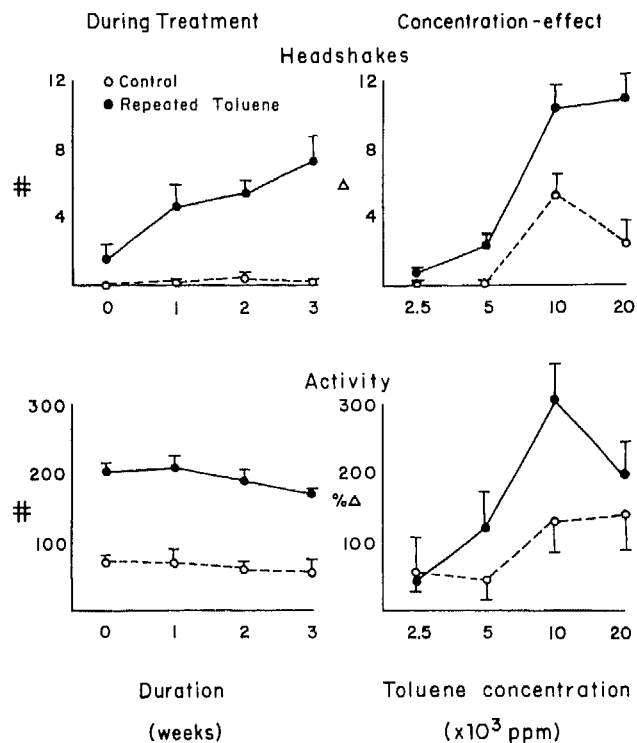 During Treatment Concentration-effect
Headshakes
Control
Repeated Toluene
12
8
#
4
0 1 2 3
12
8
Δ
4
2.5 5 10 20
Activity
300
200
#
100
0 1 2 3
300
200
%Δ
100
2.5 5 10 20
Duration
(weeks)
Toluene concentration
(x10³ ppm)